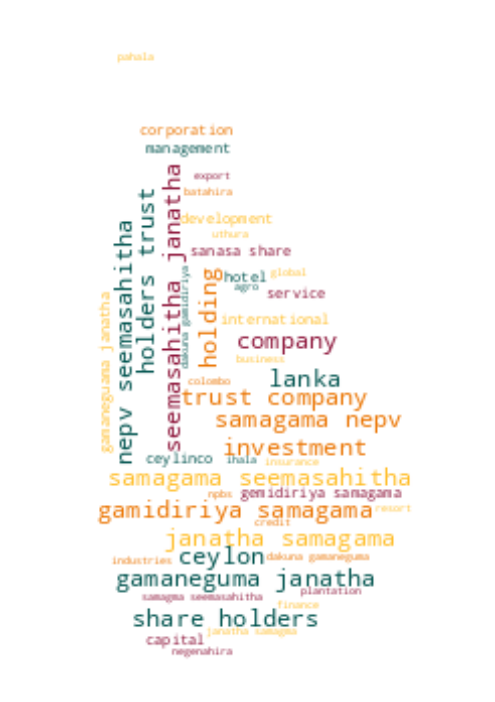 pahala
corporation
management
seemasahitha janatha
export
holders trust
batahira
development
nepv seemasahitha
uthura
sanasa share
dakuna gamidiriya
holding
hotel
global
agro
service
gamaneguama janatha
international
company
business
lanka
colombo
trust company
samagama nepv
investment
ceylinco
ihala
insurance
samagama seemasahitha
npbs
gemidiriya samagama
gamidiriya samagama
resort
credit
janatha samagama
ceylon
dakuna gamaneguma
industries
gamaneguma janatha
plantation
samagma seemasahitha
finance
share holders
janatha samagma
capital
negenahira